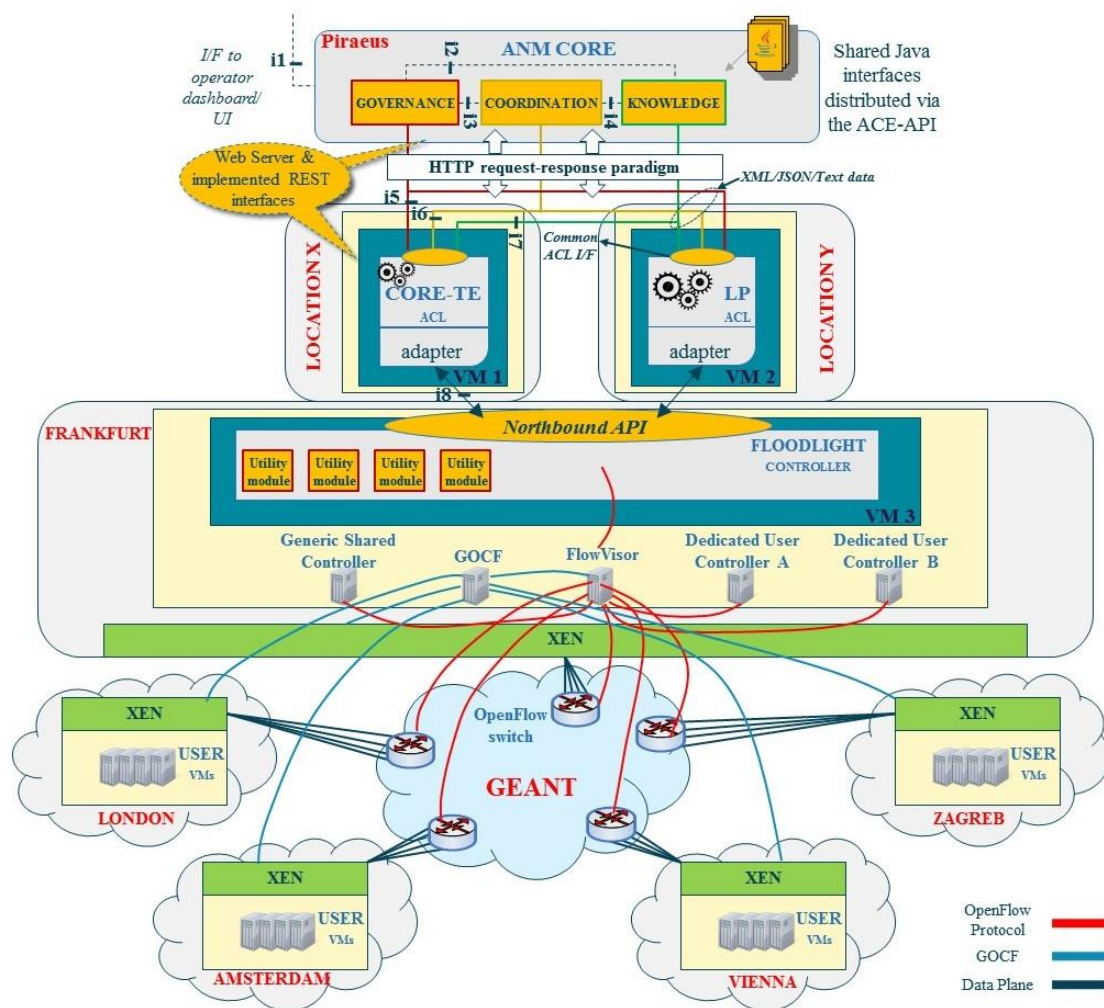 Piraeus
ANM CORE
i1
I/F to
operator
dashboard/
UI
i2
GOVERNANCE
COORDINATION
KNOWLEDGE
i3
i4
Shared Java
interfaces
distributed via
the ACE-API
Web Server &
implemented REST
interfaces
HTTP request-response paradigm
XML/JSON/Text data
i5
i6
i7
Common
ACL I/F
LOCATION X
CORE-TE
ACL
adapter
VM 1
LP
ACL
adapter
VM 2
LOCATION Y
i8
FRANKFURT
Northbound API
FLOODLIGHT
CONTROLLER
Utility
module
Utility
module
Utility
module
Utility
module
VM 3
Generic Shared
Controller
GOCF
FlowVisor
Dedicated User
Controller A
Dedicated User
Controller B
XEN
OpenFlow
switch
GEANT
XEN
USER
VMs
LONDON
XEN
USER
VMs
ZAGREB
XEN
USER
VMs
AMSTERDAM
XEN
USER
VMs
VIENNA
OpenFlow
Protocol
GOCF
Data Plane